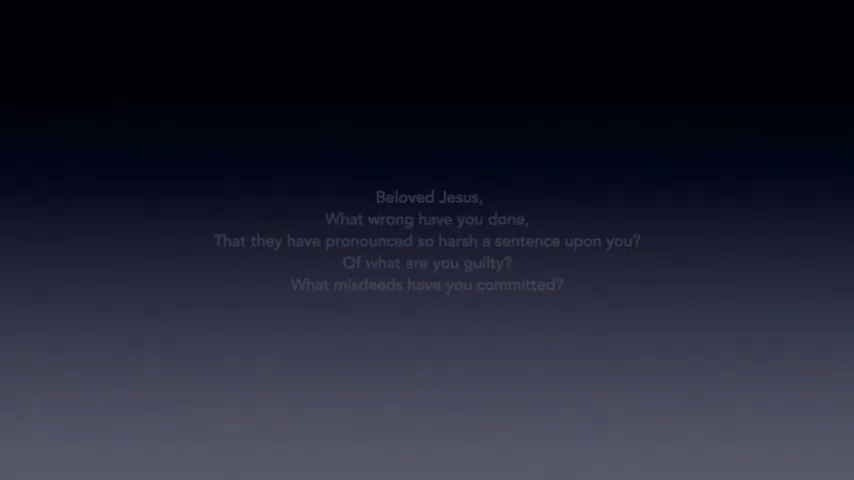 Beloved Jesus,
What wrong have you done,
That they have pronounced so harsh a sentence upon you?
Of what are you guilty?
What misdeeds have you committed?